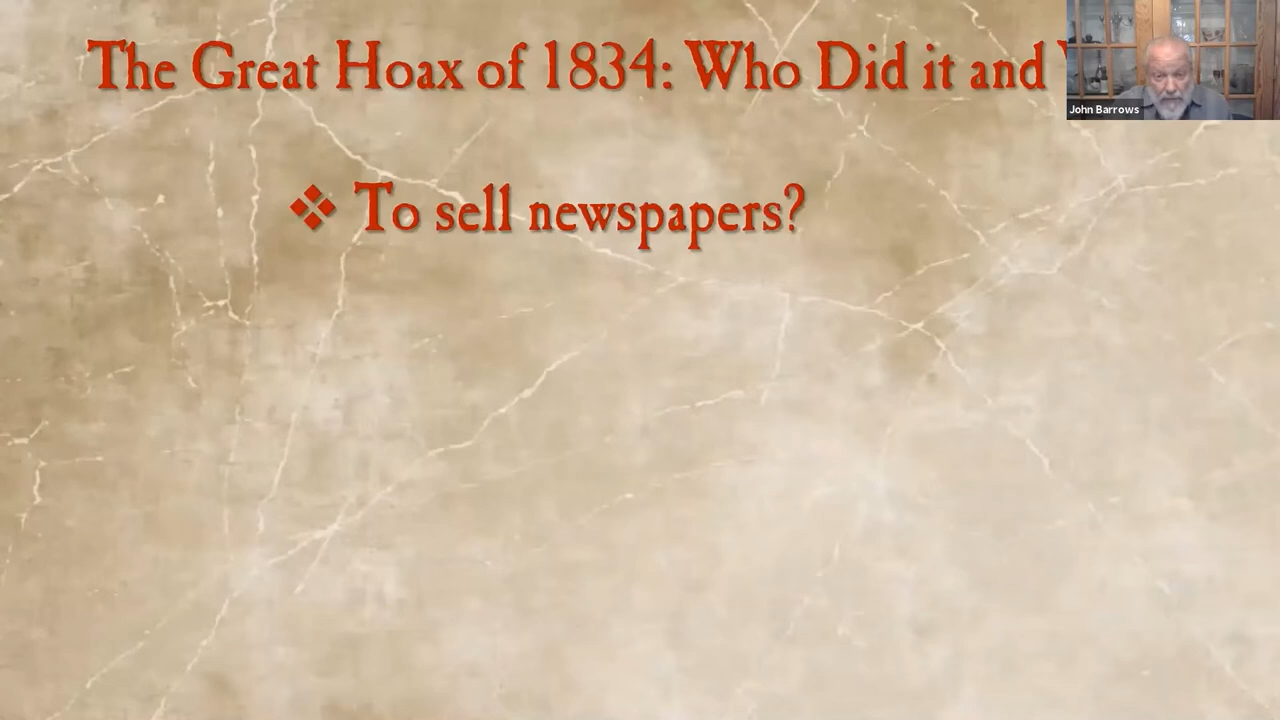 The Great Hoax of 1834: Who Did it and
John Barrows
❖ To sell newspapers?